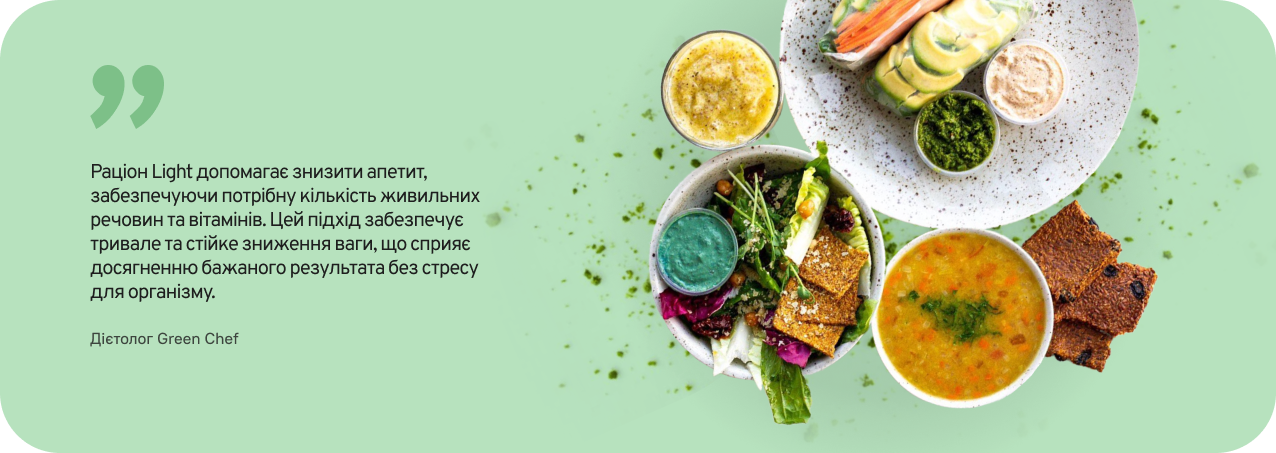 Раціон Light допомагає знизити апетит,
забезпечуючи потрібну кількість живильних
речовин та вітамінів. Цей підхід забезпечує
тривале та стійке зниження ваги, що сприяє
досягненню бажаного результата без стресу
для організму.
Дієтолог Green Chef